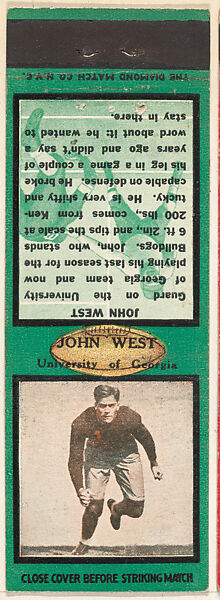 THE DIAMOND MATCH CO. N.Y.C.
JOHN WEST
Guard on the University
of Georgia team and now
playing his last season for the
Bulldogs. John, who stands
6 ft. 2in., and tips the scale at
200 lbs. comes from Ken-
tucky. He is very shifty and
capable on defense. He broke
his leg in a game a couple of
years ago and didn't say a
word about it; he wanted to
stay in there.
JOHN WEST
University of Georgia
CLOSE COVER BEFORE STRIKING MATCH